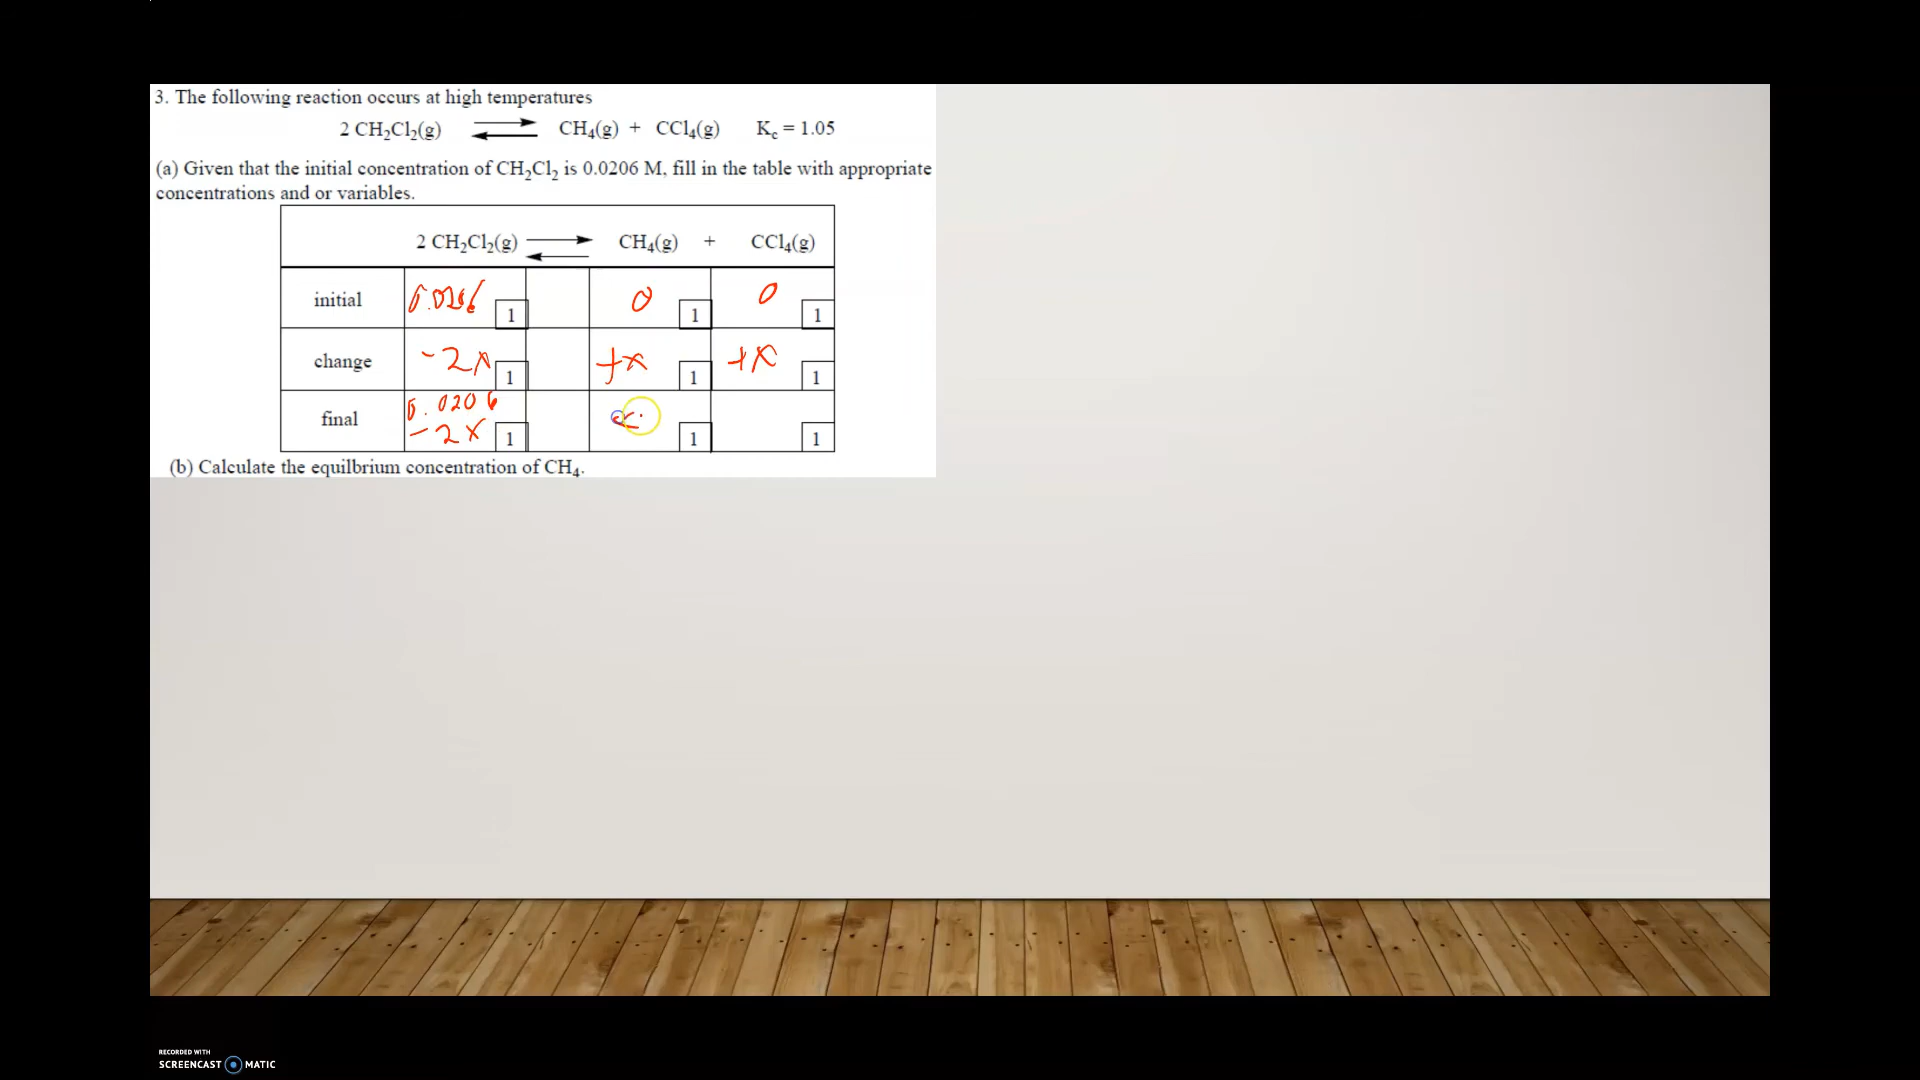 3. The following reaction occurs at high temperatures
2 CH₂Cl₂(g) ⇌ CH₄(g) + CCl₄(g) K꜀ = 1.05
(a) Given that the initial concentration of CH₂Cl₂ is 0.0206 M, fill in the table with appropriate
concentrations and or variables.
2 CH₂Cl₂(g) ⇌ CH₄(g) + CCl₄(g)
initial 0.0206 1 0 1 0 1
change -2x 1 +x 1 +x 1
final 0.0206 -2x 1 1 1
(b) Calculate the equilbrium concentration of CH₄.
RECORDED WITH
SCREENCAST MATIC